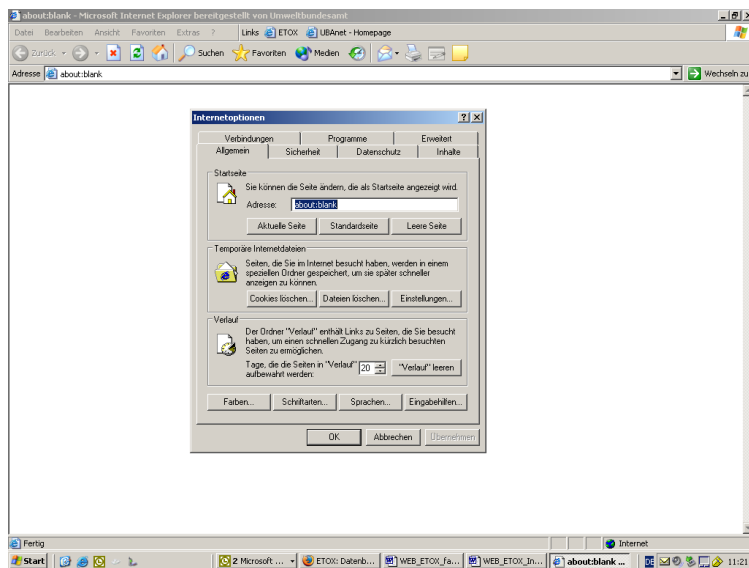 about:blank - Microsoft Internet Explorer bereitgestellt von Umweltbundesamt
Datei Bearbeiten Ansicht Favoriten Extras ? Links ETOX UBAnet - Homepage
Zurück Suchen Favoriten Medien
Adresse about:blank Wechseln zu
Internetoptionen
Verbindungen Programme Erweitert
Allgemein Sicherheit Datenschutz Inhalte
Startseite
Sie können die Seite ändern, die als Startseite angezeigt wird.
Adresse: about:blank
Aktuelle Seite Standardseite Leere Seite
Temporäre Internetdateien
Seiten, die Sie im Internet besucht haben, werden in einem
speziellen Ordner gespeichert, um sie später schneller
anzeigen zu können.
Cookies löschen... Dateien löschen... Einstellungen...
Verlauf
Der Ordner "Verlauf" enthält Links zu Seiten, die Sie besucht
haben, um einen schnellen Zugang zu kürzlich besuchten
Seiten zu ermöglichen.
Tage, die die Seiten in "Verlauf" 20 "Verlauf" leeren
aufbewahrt werden:
Farben... Schriftarten... Sprachen... Eingabehilfen...
OK Abbrechen Übernehmen
Fertig Internet
Start 2 Microsoft ... ETOX: Datenb... WEB_ETOX_fa... WEB_ETOX_In... about:blank ... DE 11:21